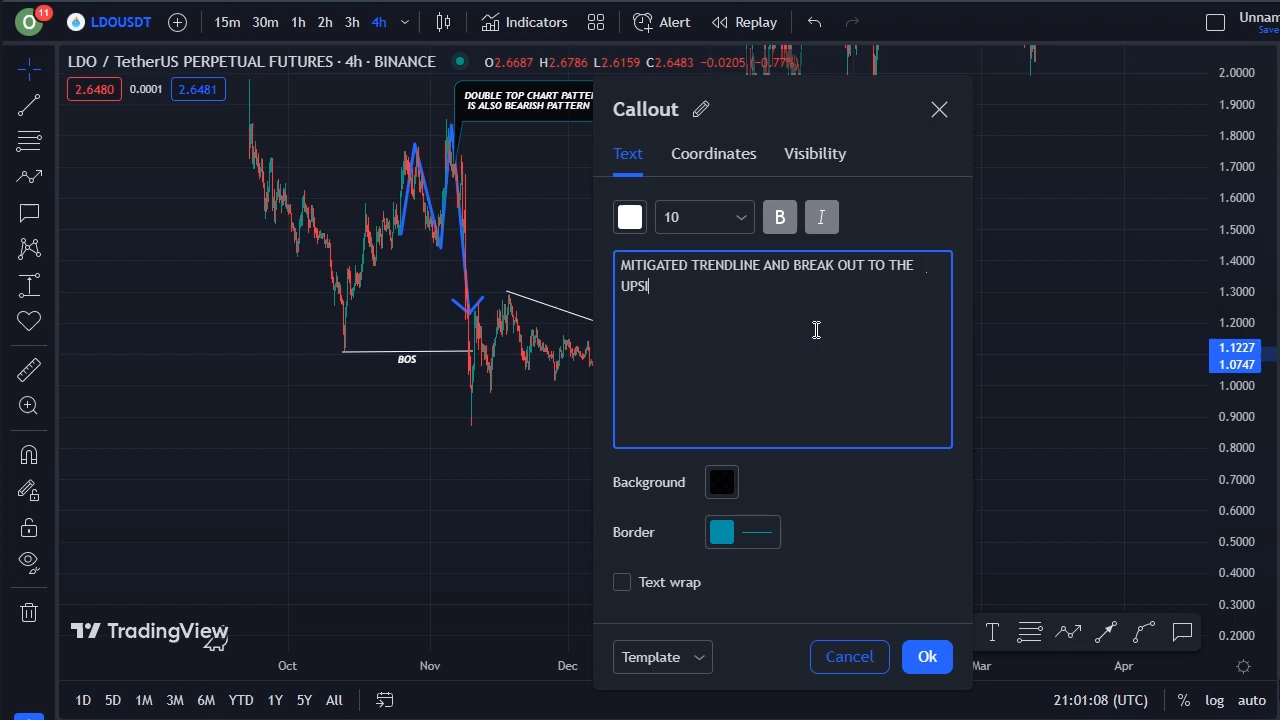 O
11
LDOUSDT
15m 30m 1h 2h 3h 4h
Indicators
Alert
Replay
Unnam
Save
LDO / TetherUS PERPETUAL FUTURES · 4h · BINANCE
O2.6687 H2.6786 L2.6159 C2.6483 -0.0205 -0.77%
2.6480 0.0001 2.6481
DOUBLE TOP CHART PATTE
IS ALSO BEARISH PATTERN
BOS
Callout
Text Coordinates Visibility
10
B I
MITIGATED TRENDLINE AND BREAK OUT TO THE
UPSI
Background
Border
Text wrap
Template
Cancel
Ok
2.0000
1.9000
1.8000
1.7000
1.6000
1.5000
1.4000
1.3000
1.2000
1.1227
1.0747
1.0000
0.9000
0.8000
0.7000
0.6000
0.5000
0.4000
0.3000
0.2000
TradingView
Oct Nov Dec Mar Apr
1D 5D 1M 3M 6M YTD 1Y 5Y All
21:01:08 (UTC) % log auto